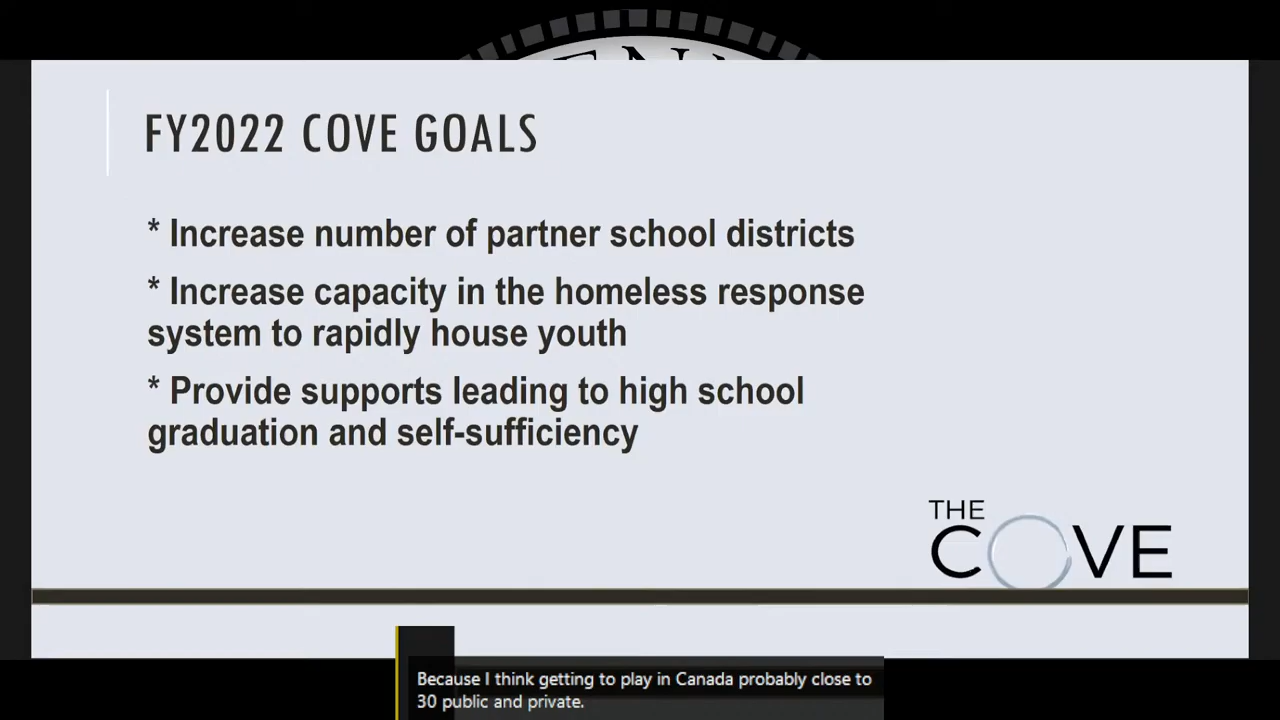 FY2022 COVE GOALS
* Increase number of partner school districts
* Increase capacity in the homeless response
system to rapidly house youth
* Provide supports leading to high school
graduation and self-sufficiency
THE
COVE
Because I think getting to play in Canada probably close to
30 public and private.